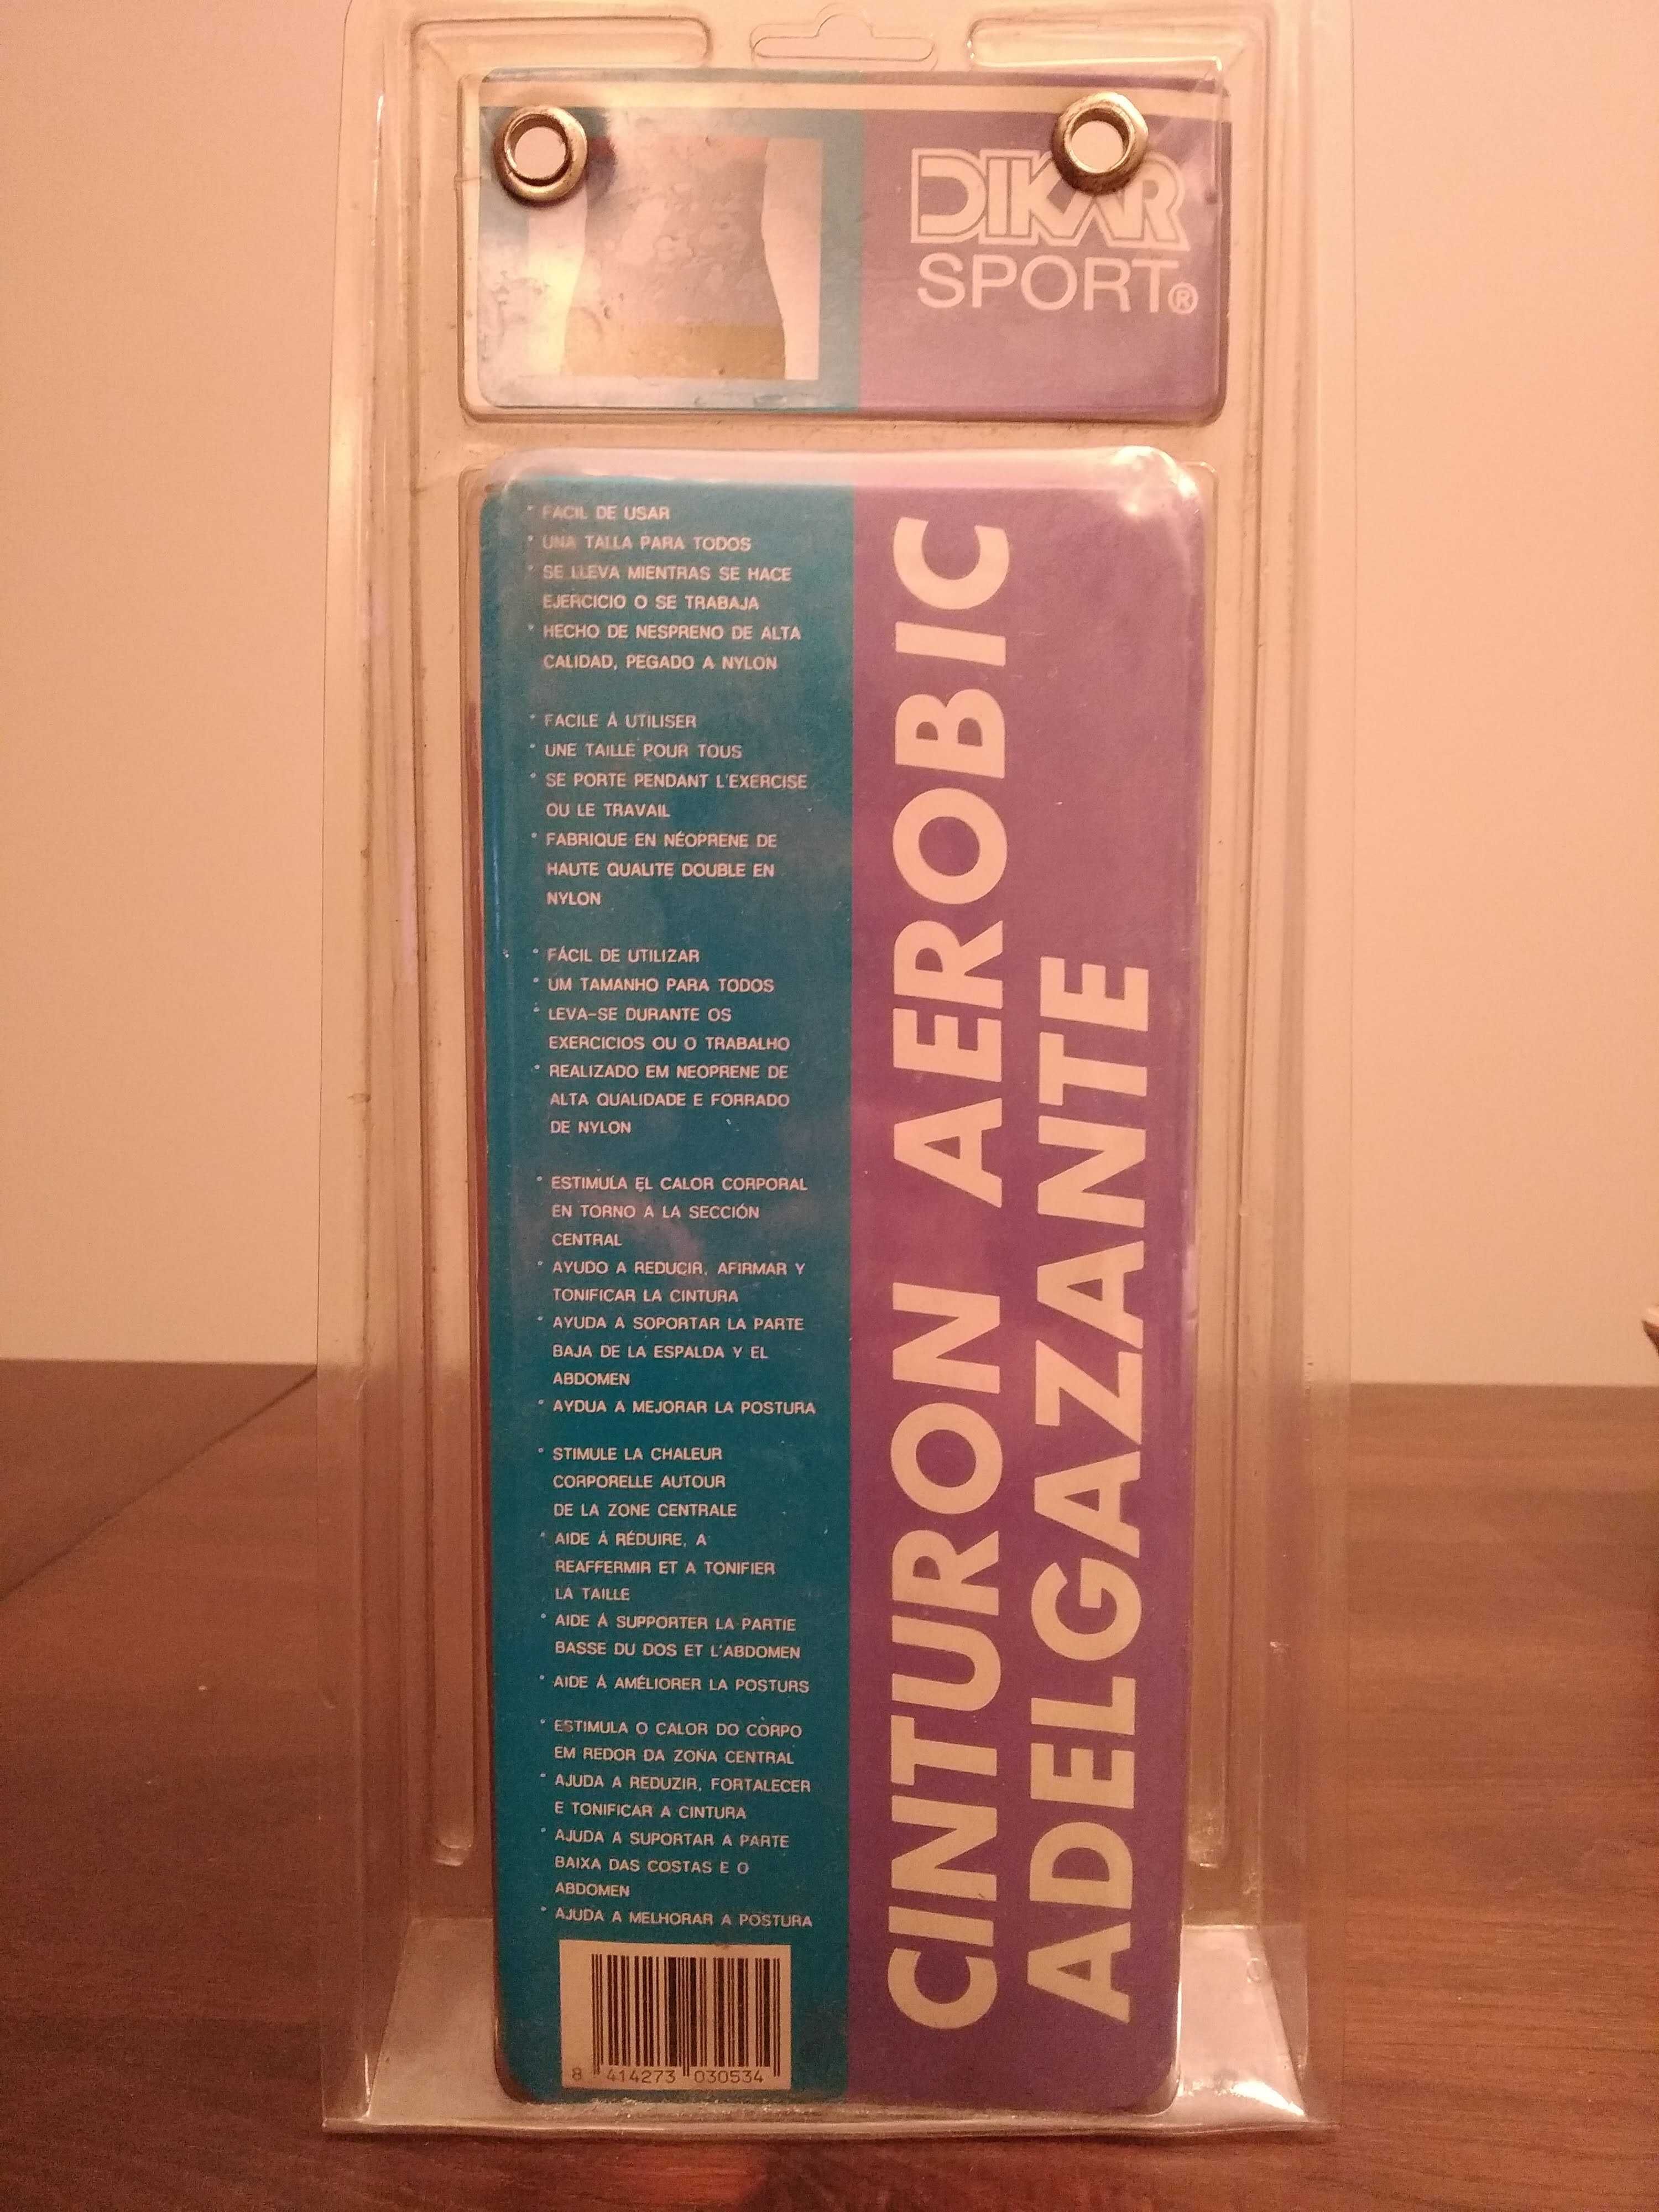 DIKAR
SPORT®
° FACIL DE USAR
° UNA TALLA PARA TODOS
° SE LLEVA MIENTRAS SE HACE
EJERCICIO O SE TRABAJA
° HECHO DE NESPRENO DE ALTA
CALIDAD, PEGADO A NYLON
° FACILE Á UTILISER
° UNE TAILLE POUR TOUS
° SE PORTE PENDANT L'EXERCISE
OU LE TRAVAIL
° FABRIQUE EN NÉOPRENE DE
HAUTE QUALITE DOUBLE EN
NYLON
° FÁCIL DE UTILIZAR
° UM TAMANHO PARA TODOS
° LEVA-SE DURANTE OS
EXERCICIOS OU O TRABALHO
° REALIZADO EM NEOPRENE DE
ALTA QUALIDADE E FORRADO
DE NYLON
° ESTIMULA EL CALOR CORPORAL
EN TORNO A LA SECCIÓN
CENTRAL
° AYUDO A REDUCIR, AFIRMAR Y
TONIFICAR LA CINTURA
° AYUDA A SOPORTAR LA PARTE
BAJA DE LA ESPALDA Y EL
ABDOMEN
° AYDUA A MEJORAR LA POSTURA
° STIMULE LA CHALEUR
CORPORELLE AUTOUR
DE LA ZONE CENTRALE
° AIDE Á RÉDUIRE, A
REAFFERMIR ET A TONIFIER
LA TAILLE
° AIDE Á SUPPORTER LA PARTIE
BASSE DU DOS ET L'ABDOMEN
° AIDE Á AMÉLIORER LA POSTURS
° ESTIMULA O CALOR DO CORPO
EM REDOR DA ZOÑA CENTRAL
° AJUDA A REDUZIR, FORTALECER
E TONIFICAR A CINTURA
° AJUDA A SUPORTAR A PARTE
BAIXA DAS COSTAS E O
ABDOMEN
° AJUDA A MELHORAR A POSTURA
8 414273 030534
CINTURON AEROBIC
ADELGAZANTE